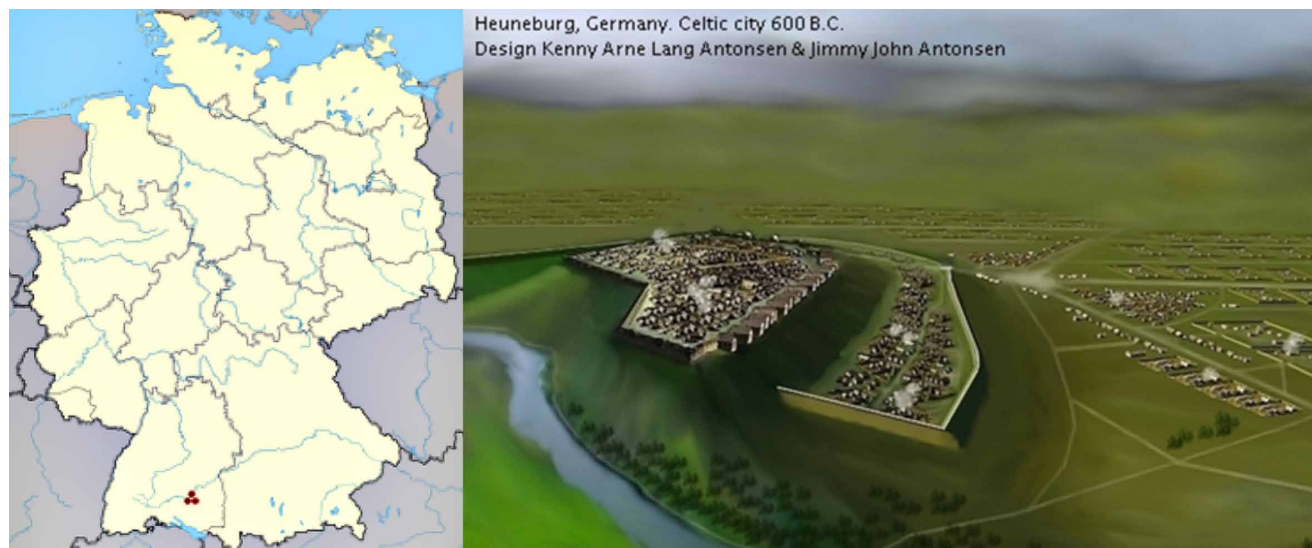 Heuneburg, Germany. Celtic city 600 B.C.
Design Kenny Arne Lang Antonsen & Jimmy John Antonsen